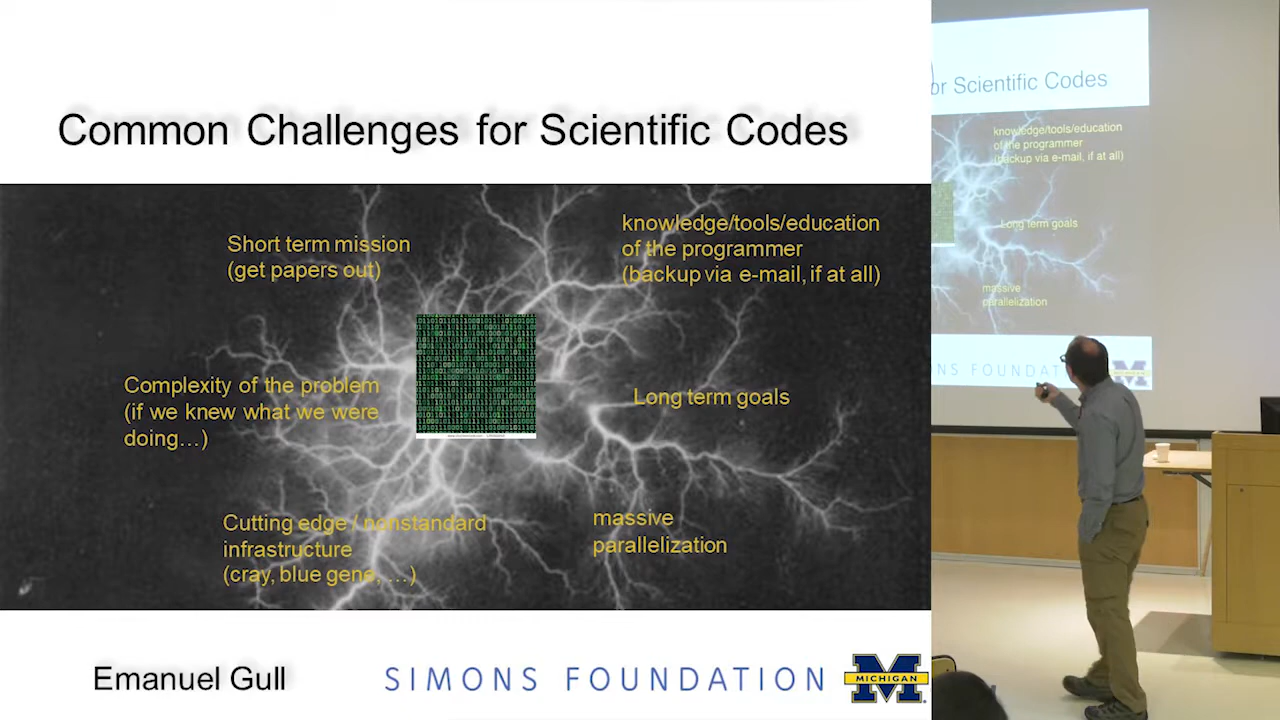 Common Challenges for Scientific Codes
Short term mission
(get papers out)
knowledge/tools/education
of the programmer
(backup via e-mail, if at all)
Complexity of the problem
(if we knew what we were
doing…)
Long term goals
Cutting edge / nonstandard
infrastructure
(cray, blue gene, …)
massive
parallelization
Emanuel Gull
SIMONS FOUNDATION
MICHIGAN
or Scientific Codes
knowledge/tools/education
of the programmer
(backup via e-mail, if at all)
Long term goals
massive
parallelization
NS FOUNDAT